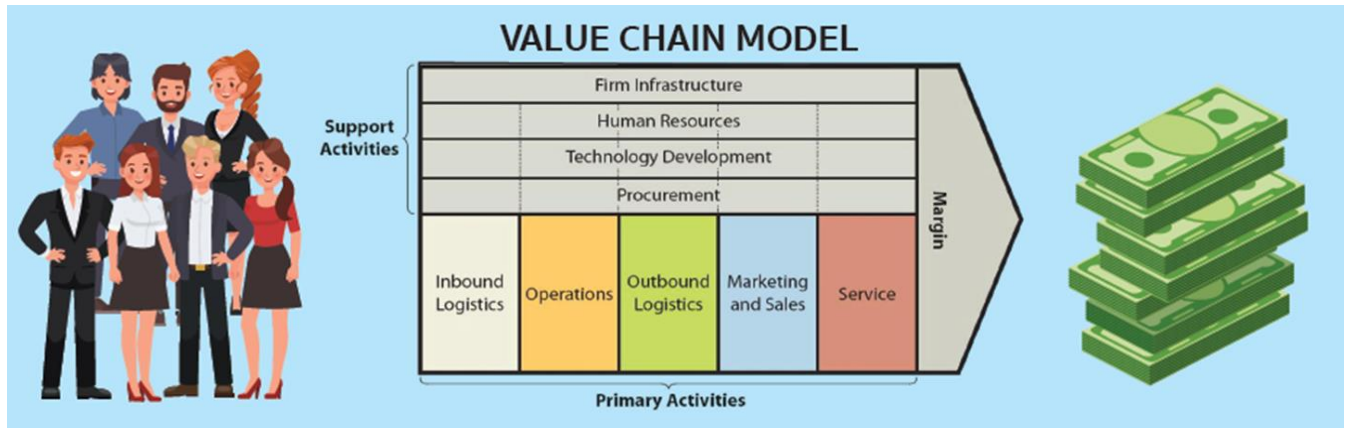 VALUE CHAIN MODEL
Support
Activities
Firm Infrastructure
Human Resources
Technology Development
Procurement
Inbound
Logistics
Operations
Outbound
Logistics
Marketing
and Sales
Service
Margin
Primary Activities